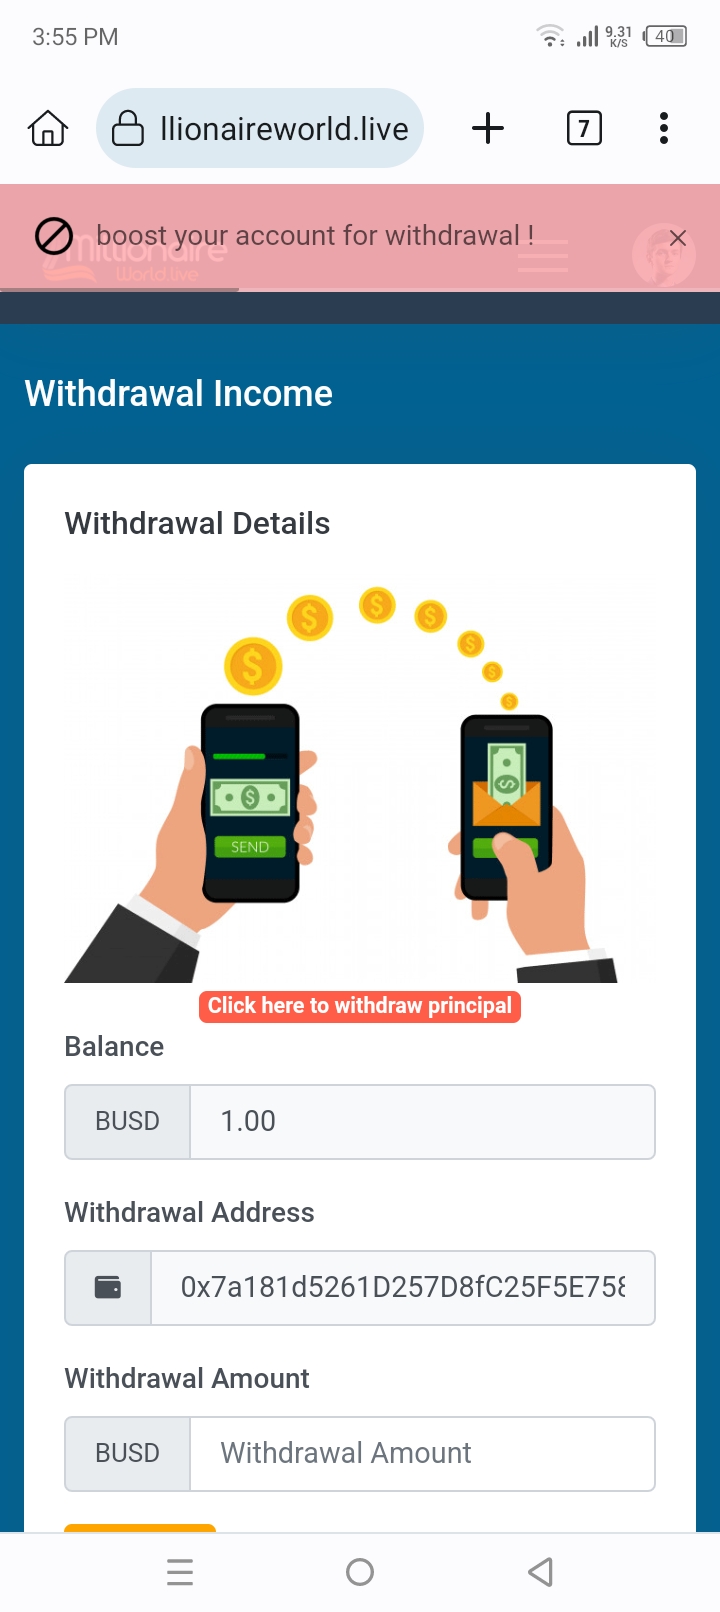 3:55 PM
9.31
K/S
40
llionaireworld.live
7
boost your account for withdrawal !
Millionaire
World.live
Withdrawal Income
Withdrawal Details
SEND
Click here to withdraw principal
Balance
BUSD 1.00
Withdrawal Address
0x7a181d5261D257D8fC25F5E758
Withdrawal Amount
BUSD Withdrawal Amount